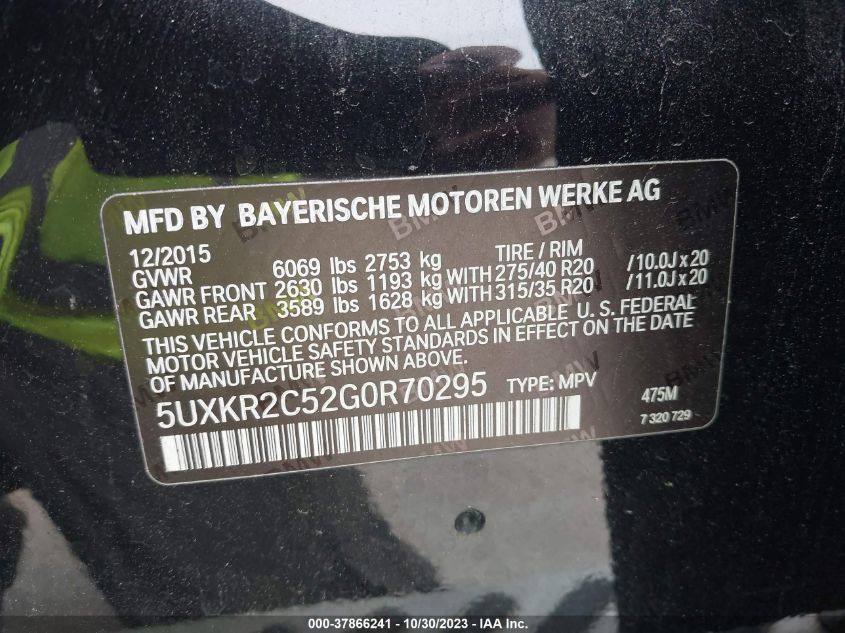 MFD BY BAYERISCHE MOTOREN WERKE AG
12/2015 TIRE / RIM
GVWR 6069 lbs 2753 kg
GAWR FRONT 2630 lbs 1193 kg WITH 275/40 R20 /10.0J x 20
GAWR REAR 3589 lbs 1628 kg WITH 315/35 R20 /11.0J x 20
THIS VEHICLE CONFORMS TO ALL APPLICABLE U.S. FEDERAL
MOTOR VEHICLE SAFETY STANDARDS IN EFFECT ON THE DATE
OF MANUFACTURE SHOWN ABOVE.
5UXKR2C52G0R70295 TYPE: MPV 475M
7 320 729
000-37866241 - 10/30/2023 - © IAA, Inc.